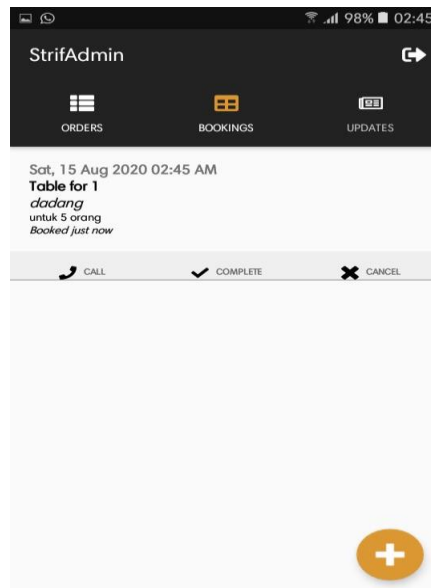 98% 02:45
StrifAdmin
ORDERS BOOKINGS UPDATES
Sat, 15 Aug 2020 02:45 AM
Table for 1
dadang
untuk 5 orang
Booked just now
CALL COMPLETE CANCEL